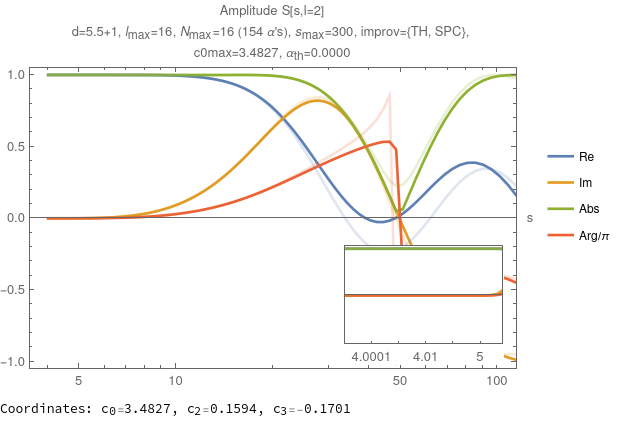 Amplitude S[s,l=2]
d=5.5+1, lmax=16, Nmax=16 (154 α's), smax=300, improv={TH, SPC},
c0max=3.4827, αth=0.0000
1.0
0.5
0.0
−0.5
−1.0
s
Re
Im
Abs
Arg/π
4.0001 4.01 5
5 10 50 100
Coordinates: c0=3.4827, c2=0.1594, c3=-0.1701